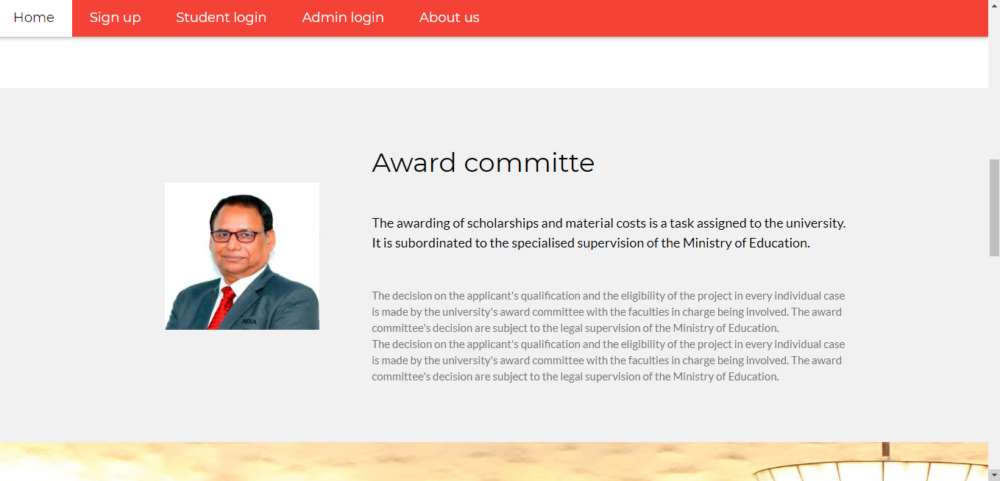 Home Sign up Student login Admin login About us
Award committe
The awarding of scholarships and material costs is a task assigned to the university.
It is subordinated to the specialised supervision of the Ministry of Education.
The decision on the applicant's qualification and the eligibility of the project in every individual case
is made by the university's award committee with the faculties in charge being involved. The award
committee's decision are subject to the legal supervision of the Ministry of Education.
The decision on the applicant's qualification and the eligibility of the project in every individual case
is made by the university's award committee with the faculties in charge being involved. The award
committee's decision are subject to the legal supervision of the Ministry of Education.